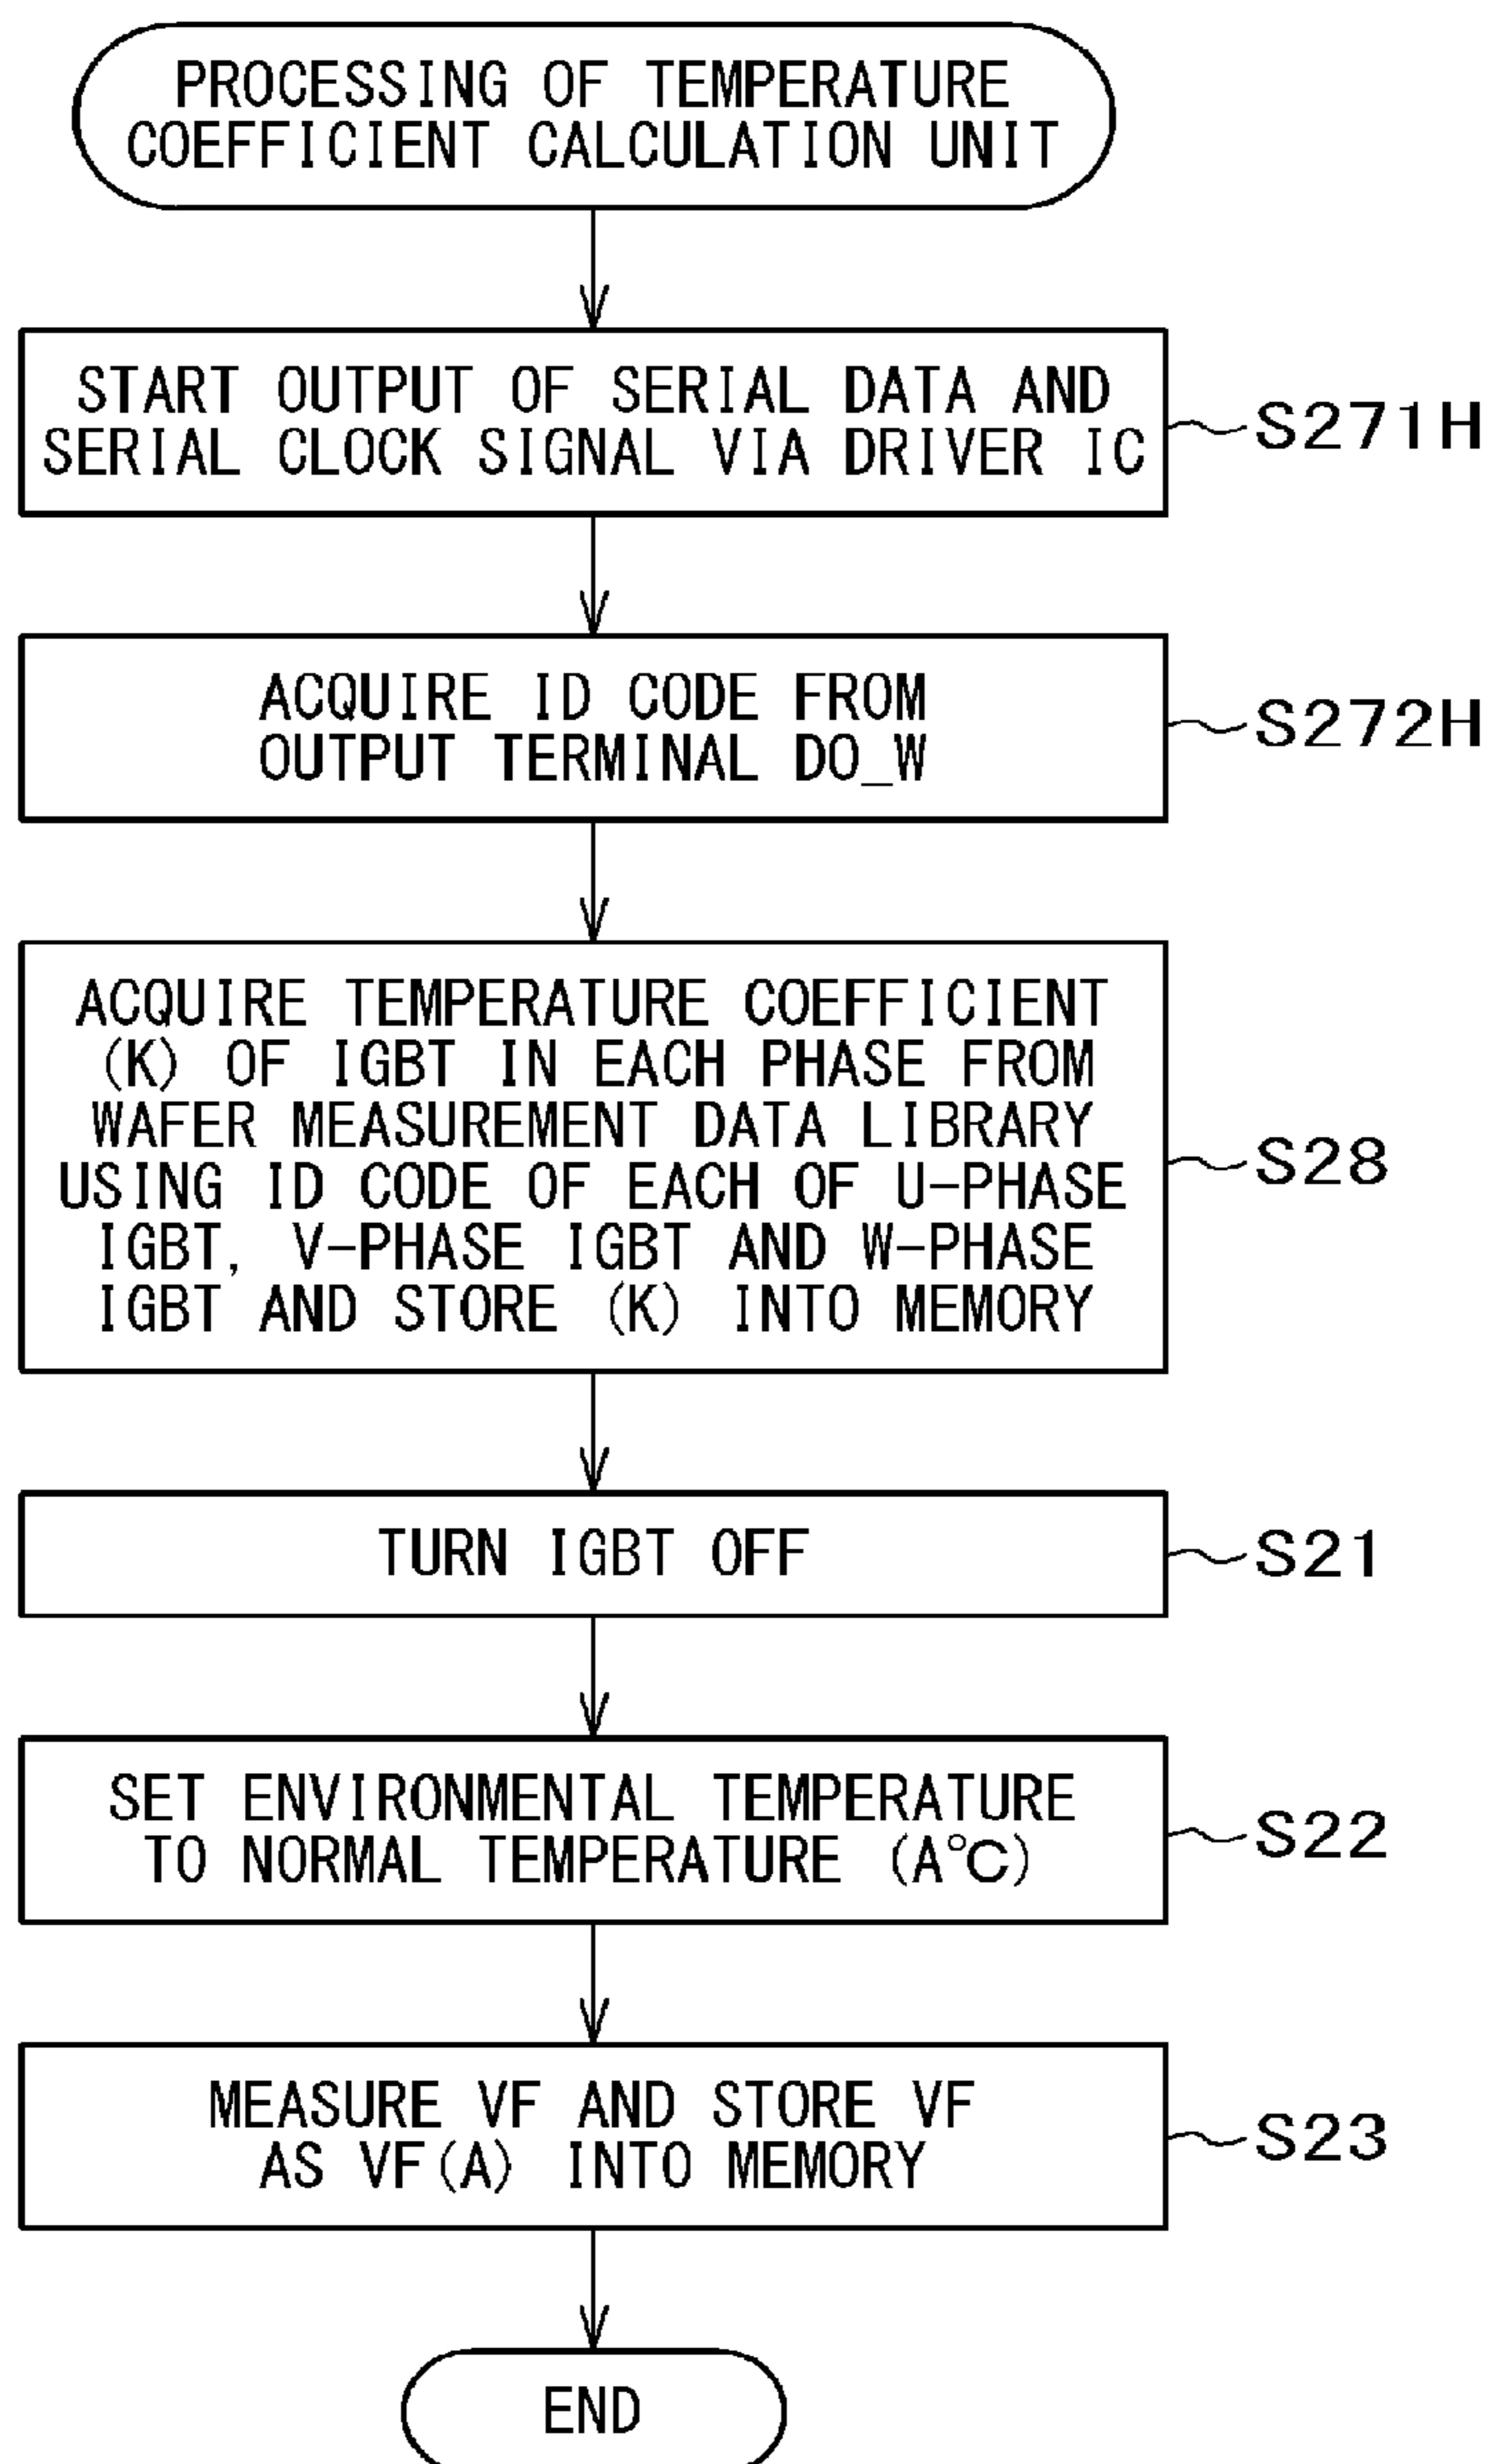 PROCESSING OF TEMPERATURE
COEFFICIENT CALCULATION UNIT
START OUTPUT OF SERIAL DATA AND
SERIAL CLOCK SIGNAL VIA DRIVER IC
S271H
ACQUIRE ID CODE FROM
OUTPUT TERMINAL DO_W
S272H
ACQUIRE TEMPERATURE COEFFICIENT
(K) OF IGBT IN EACH PHASE FROM
WAFER MEASUREMENT DATA LIBRARY
USING ID CODE OF EACH OF U-PHASE
IGBT, V-PHASE IGBT AND W-PHASE
IGBT AND STORE (K) INTO MEMORY
S28
TURN IGBT OFF
S21
SET ENVIRONMENTAL TEMPERATURE
TO NORMAL TEMPERATURE (A℃)
S22
MEASURE VF AND STORE VF
AS VF(A) INTO MEMORY
S23
END